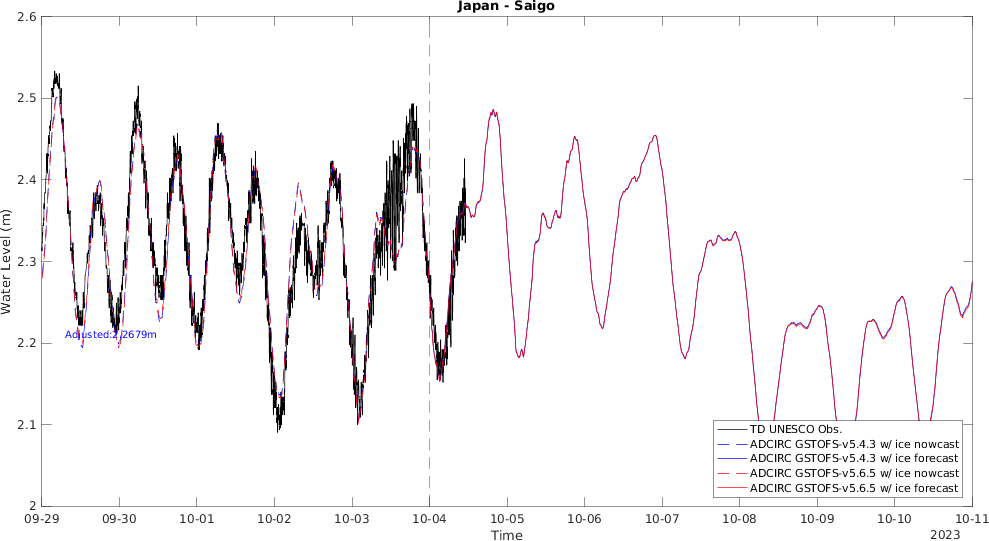 Japan - Saigo
2.6
2.5
2.4
2.3
2.2
2.1
2
Water Level (m)
Adjusted:2.2679m
TD UNESCO Obs.
ADCIRC GSTOFS-v5.4.3 w/ ice nowcast
ADCIRC GSTOFS-v5.4.3 w/ ice forecast
ADCIRC GSTOFS-v5.6.5 w/ ice nowcast
ADCIRC GSTOFS-v5.6.5 w/ ice forecast
09-29 09-30 10-01 10-02 10-03 10-04 10-05 10-06 10-07 10-08 10-09 10-10 10-11
Time
2023